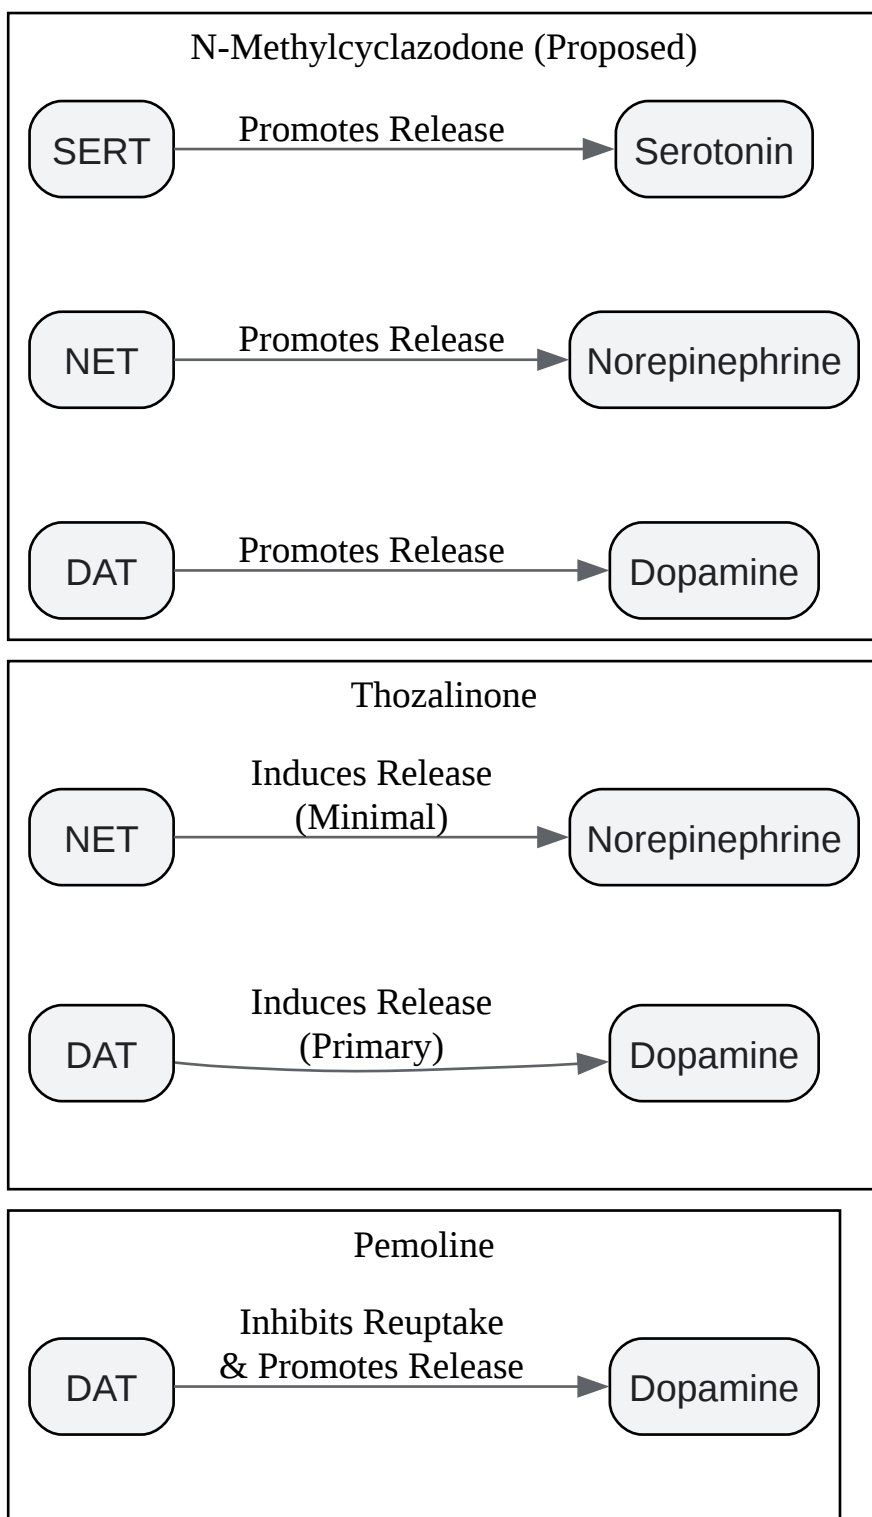 N-Methylcyclazodone (Proposed)
SERT
Promotes Release
Serotonin
NET
Promotes Release
Norepinephrine
DAT
Promotes Release
Dopamine
Thozalinone
Induces Release
(Minimal)
NET
Norepinephrine
Induces Release
(Primary)
DAT
Dopamine
Pemoline
Inhibits Reuptake
& Promotes Release
DAT
Dopamine